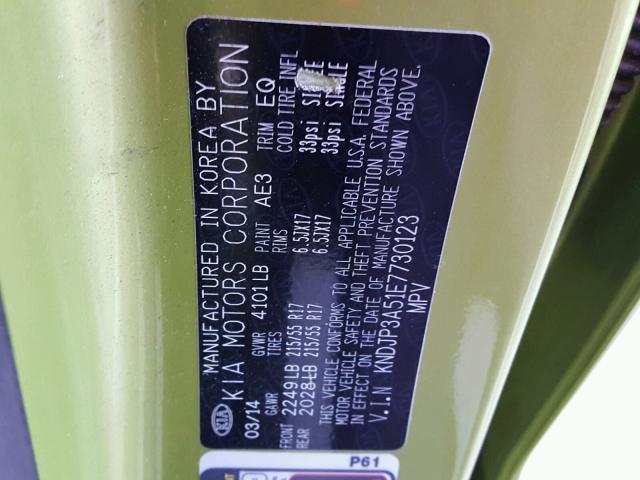 MANUFACTURED IN KOREA BY
KIA KIA MOTORS CORPORATION
03/14 GVWR 4101LB PAINT AE3 TRIM EQ
GAWR TIRES RIMS COLD TIRE INFL
FRONT 2249LB 215/55 R17 6.5JX17 33psi SINGLE
REAR 2028LB 215/55 R17 6.5JX17 33psi SINGLE
THIS VEHICLE CONFORMS TO ALL APPLICABLE U.S.A. FEDERAL
MOTOR VEHICLE SAFETY AND THEFT PREVENTION STANDARDS
IN EFFECT ON THE DATE OF MANUFACTURE SHOWN ABOVE.
V.I.N KNDJP3A51E7730123
MPV
P61